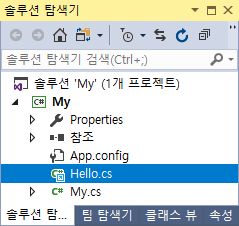 솔루션 탐색기
솔루션 탐색기 검색(Ctrl+;)
솔루션 'My' (1개 프로젝트)
C# My
Properties
참조
App.config
Hello.cs
C# My.cs
솔루션 탐... 팀 탐색기 클래스 뷰 속성